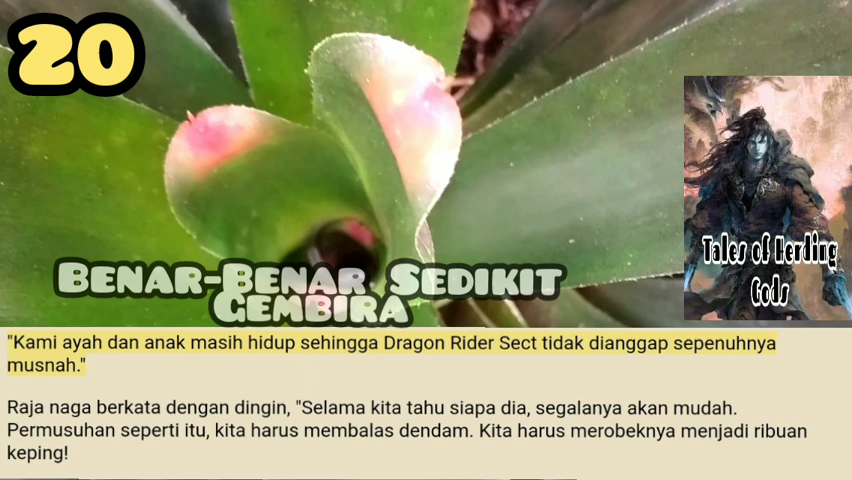 20
BENAR-BENAR SEDIKIT
GEMBIRA
Tales of Herding
Gods
"Kami ayah dan anak masih hidup sehingga Dragon Rider Sect tidak dianggap sepenuhnya
musnah."
Raja naga berkata dengan dingin, "Selama kita tahu siapa dia, segalanya akan mudah.
Permusuhan seperti itu, kita harus membalas dendam. Kita harus merobeknya menjadi ribuan
keping!